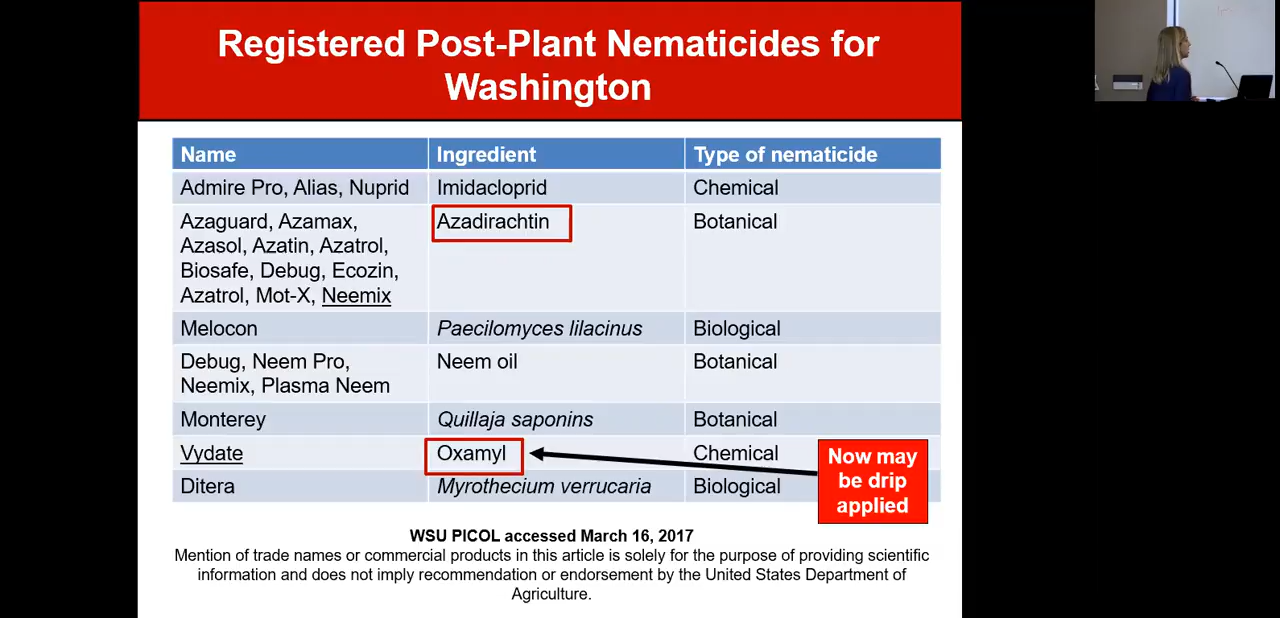 Registered Post-Plant Nematicides for
Washington
Name Ingredient Type of nematicide
Admire Pro, Alias, Nuprid Imidacloprid Chemical
Azaguard, Azamax, Azadirachtin Botanical
Azasol, Azatin, Azatrol,
Biosafe, Debug, Ecozin,
Azatrol, Mot-X, Neemix
Melocon Paecilomyces lilacinus Biological
Debug, Neem Pro, Neem oil Botanical
Neemix, Plasma Neem
Monterey Quillaja saponins Botanical
Vydate Oxamyl Chemical
Ditera Myrothecium verrucaria Biological
Now may
be drip
applied
WSU PICOL accessed March 16, 2017
Mention of trade names or commercial products in this article is solely for the purpose of providing scientific
information and does not imply recommendation or endorsement by the United States Department of
Agriculture.